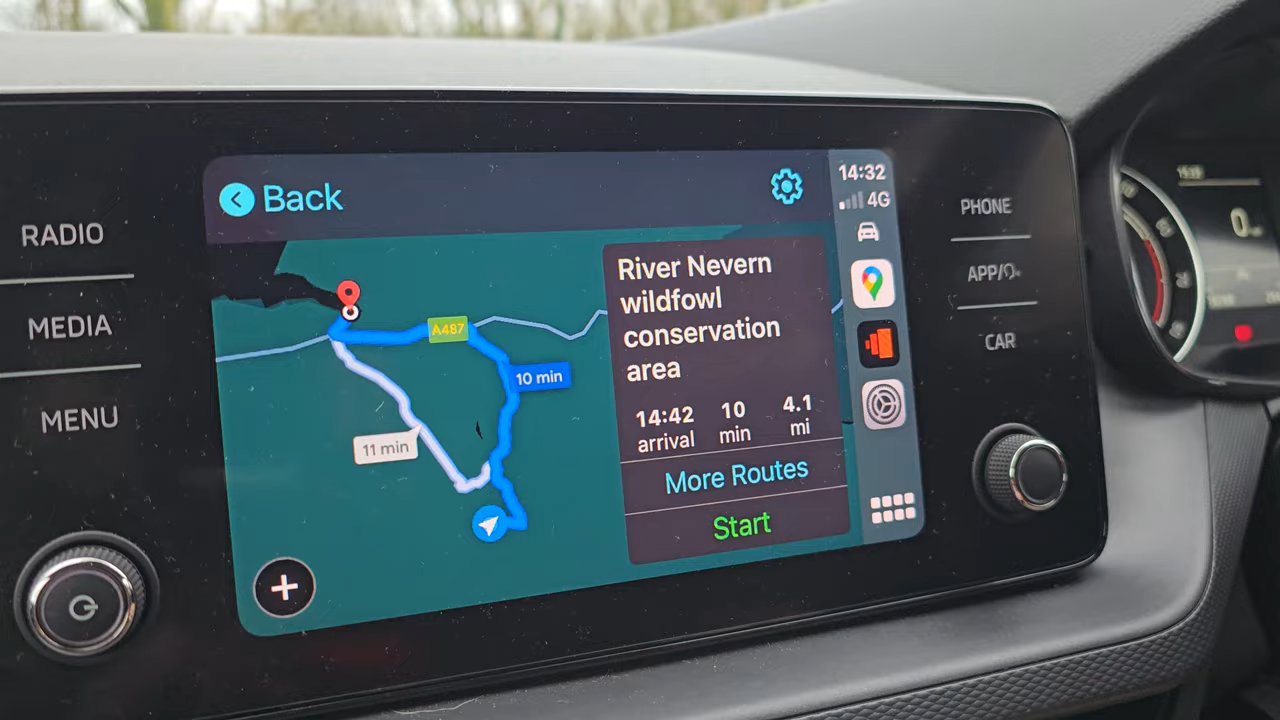 RADIO
MEDIA
MENU
Back
A487
10 min
11 min
River Nevern
wildfowl
conservation
area
14:42 10 4.1
arrival min mi
More Routes
Start
14:32
4G
PHONE
APP/
CAR
0